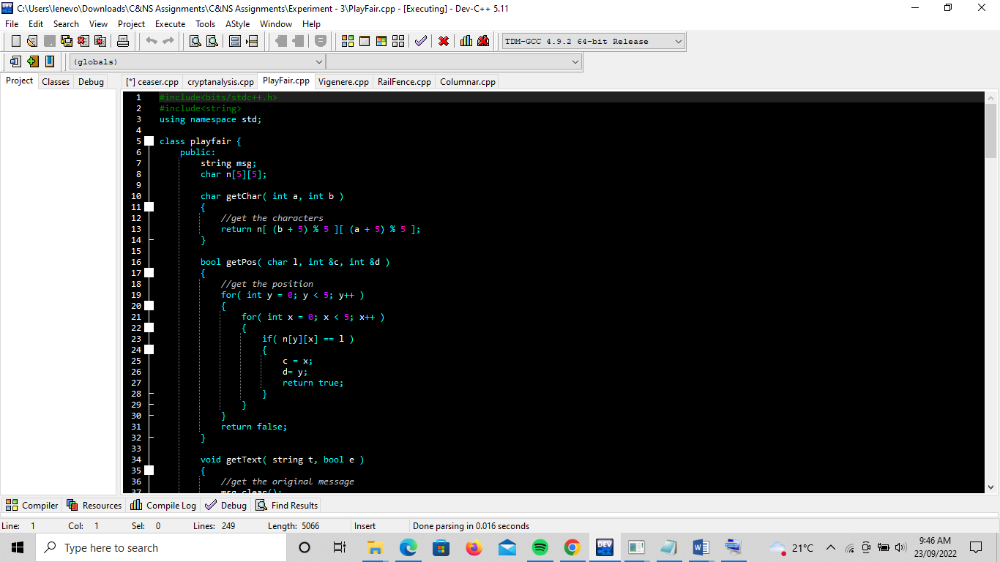 C:\Users\lenevo\Downloads\C&NS Assignments\C&NS Assignments\Experiment - 3\PlayFair.cpp - [Executing] - Dev-C++ 5.11
File Edit Search View Project Execute Tools AStyle Window Help
TDM-GCC 4.9.2 64-bit Release
(globals)
Project Classes Debug [*] ceaser.cpp cryptanalysis.cpp PlayFair.cpp Vigenere.cpp RailFence.cpp Columnar.cpp
1 #include<bits/stdc++.h>
2 #include<string>
3 using namespace std;
4
5 class playfair {
6 public:
7 string msg;
8 char n[5][5];
9
10 char getChar( int a, int b )
11 {
12 //get the characters
13 return n[ (b + 5) % 5 ][ (a + 5) % 5 ];
14 }
15
16 bool getPos( char l, int &c, int &d )
17 {
18 //get the position
19 for( int y = 0; y < 5; y++ )
20 {
21 for( int x = 0; x < 5; x++ )
22 {
23 if( n[y][x] == l )
24 {
25 c = x;
26 d= y;
27 return true;
28 }
29 }
30 }
31 return false;
32 }
33
34 void getText( string t, bool e )
35 {
36 //get the original message
37 msg.clear();
Compiler Resources Compile Log Debug Find Results
Line: 1 Col: 1 Sel: 0 Lines: 249 Length: 5066 Insert Done parsing in 0.016 seconds
Type here to search
DEV
21°C
9:46 AM
23/09/2022